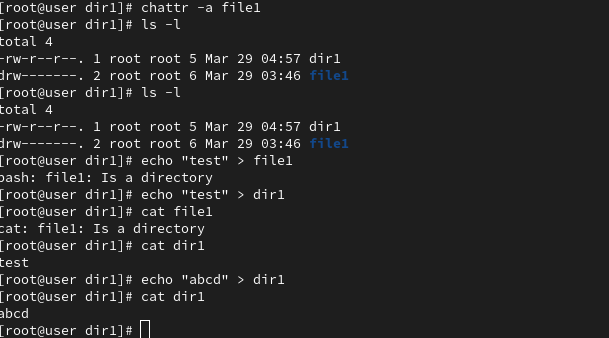 [root@user dir1]# chattr -a file1
[root@user dir1]# ls -l
total 4
-rw-r--r--. 1 root root 5 Mar 29 04:57 dir1
drw-------. 2 root root 6 Mar 29 03:46 file1
[root@user dir1]# ls -l
total 4
-rw-r--r--. 1 root root 5 Mar 29 04:57 dir1
drw-------. 2 root root 6 Mar 29 03:46 file1
[root@user dir1]# echo "test" > file1
bash: file1: Is a directory
[root@user dir1]# echo "test" > dir1
[root@user dir1]# cat file1
cat: file1: Is a directory
[root@user dir1]# cat dir1
test
[root@user dir1]# echo "abcd" > dir1
[root@user dir1]# cat dir1
abcd
[root@user dir1]#